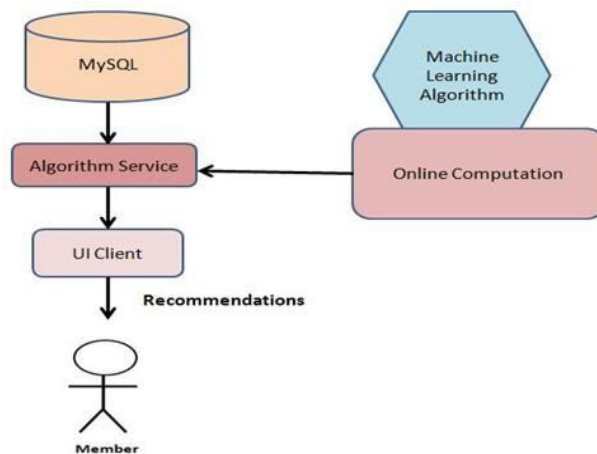 MySQL
Machine
Learning
Algorithm
Algorithm Service
Online Computation
UI Client
Recommendations
Member